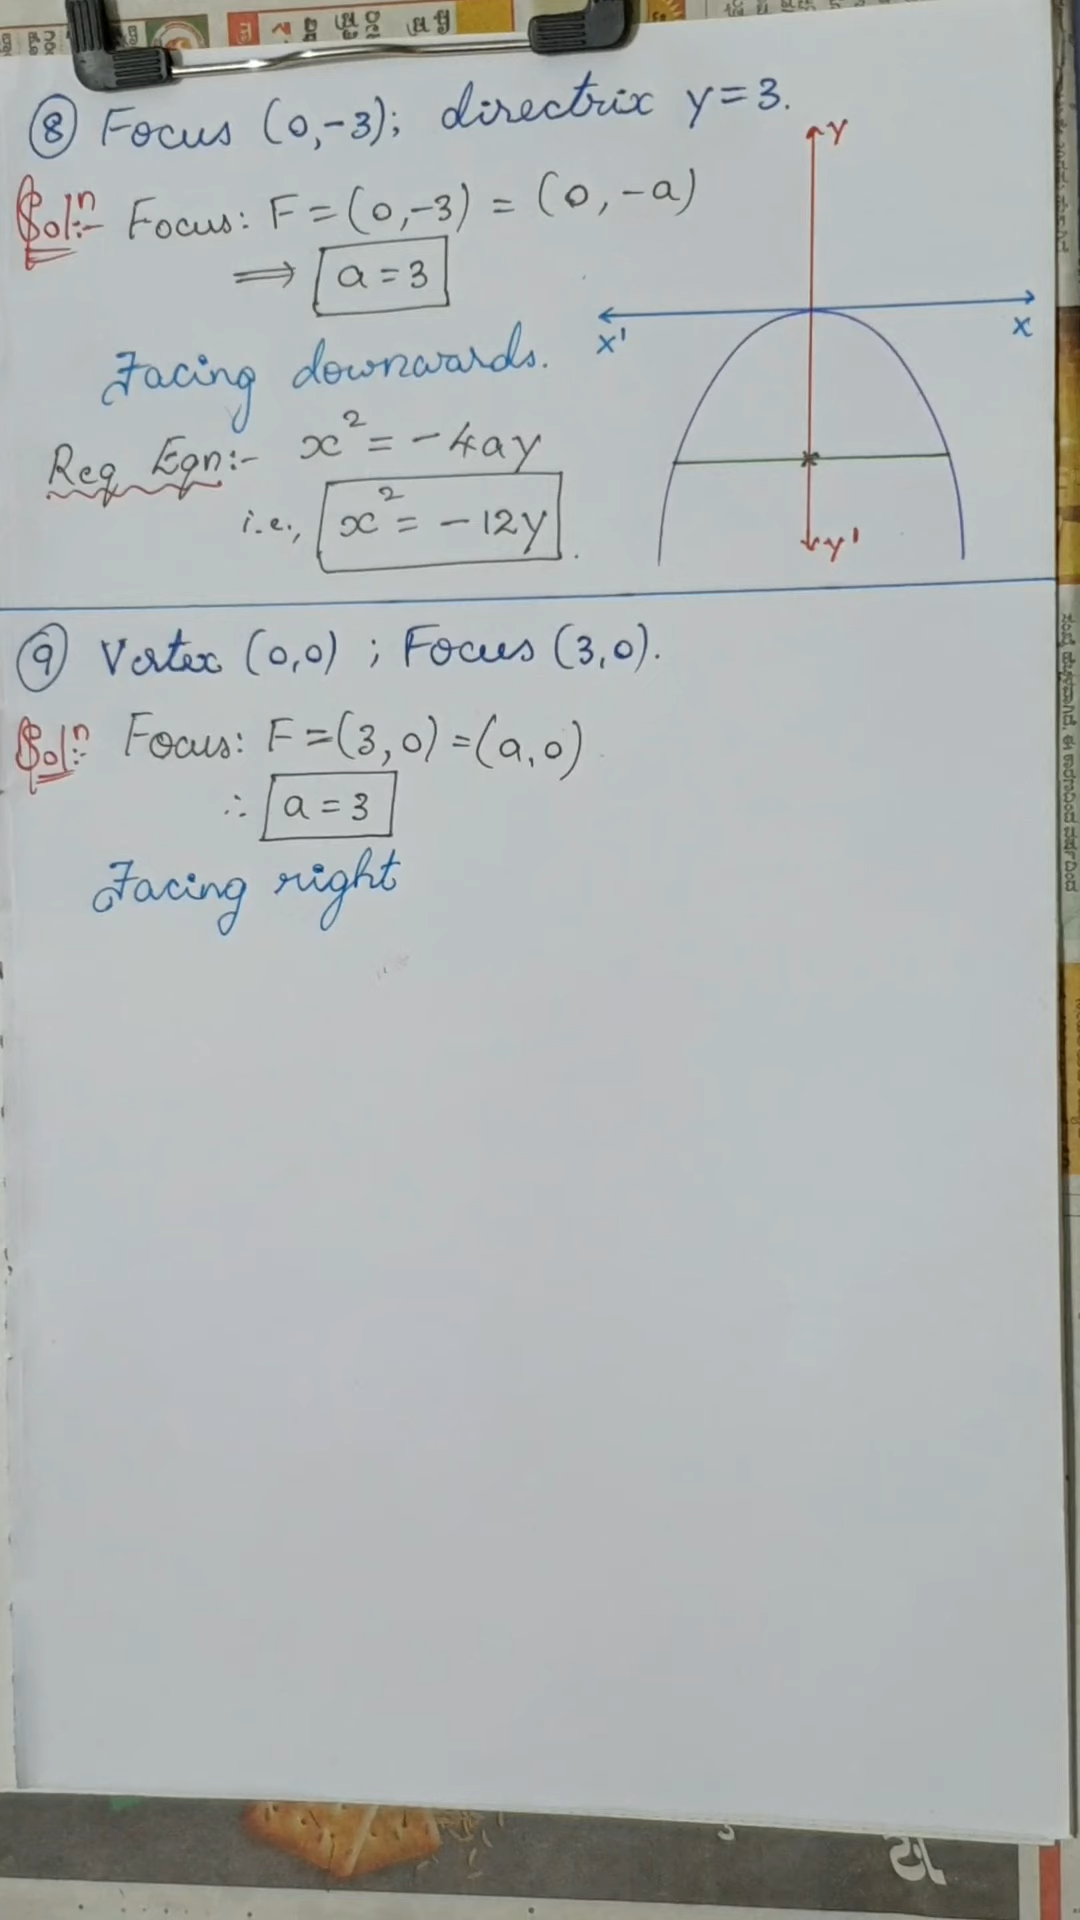 ⑧ Focus (0,-3); directrix y=3.
Solⁿ:- Focus: F=(0,-3) = (0,-a)
⟹ a=3
Facing downwards.
Req Eqn:- x² = -4ay
i.e., x² = -12y.
Y
X' X
Y'
⑨ Vertex (0,0) ; Focus (3,0).
Solⁿ:- Focus: F=(3,0)=(a,0)
∴ a=3
Facing right